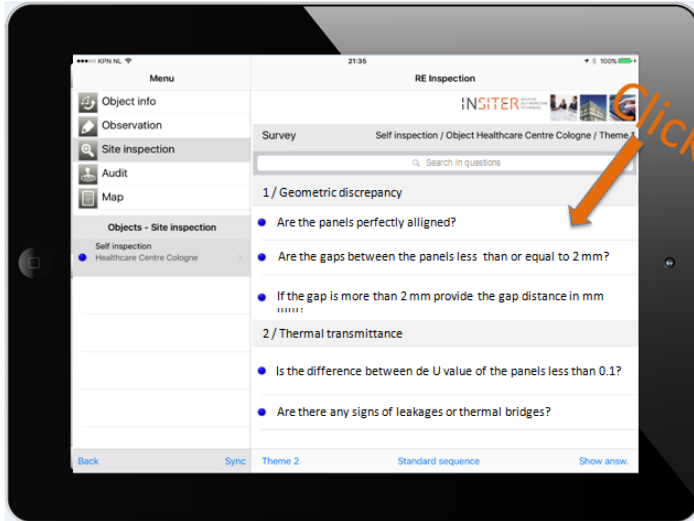 KPN NL
21:35
100%
Menu
RE Inspection
Object info
INSITER
Observation
Survey
Self inspection / Object Healthcare Centre Cologne / Theme 1
Site inspection
Search in questions
Audit
Map
1 / Geometric discrepancy
Objects - Site inspection
Are the panels perfectly alligned?
Self inspection
Healthcare Centre Cologne
Are the gaps between the panels less than or equal to 2 mm?
If the gap is more than 2 mm provide the gap distance in mm
2 / Thermal transmittance
Is the difference between de U value of the panels less than 0.1?
Are there any signs of leakages or thermal bridges?
Back
Sync
Theme 2
Standard sequence
Show answ.
Click